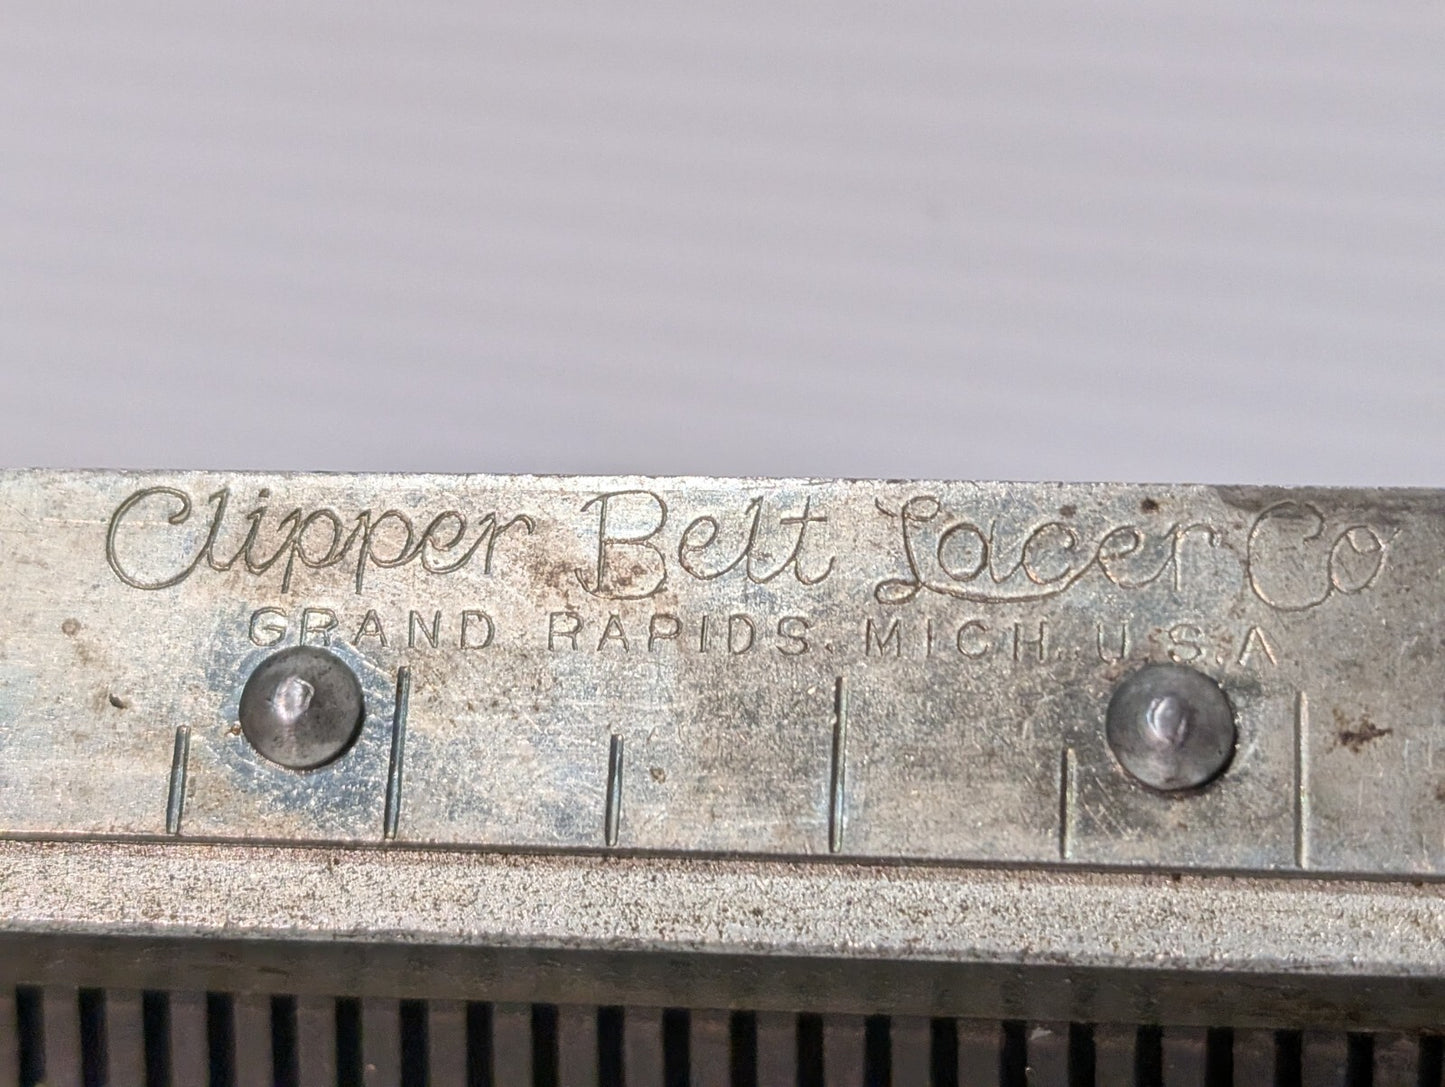 Clipper Belt Lacer Co
GRAND RAPIDS. MICH. U.S.A